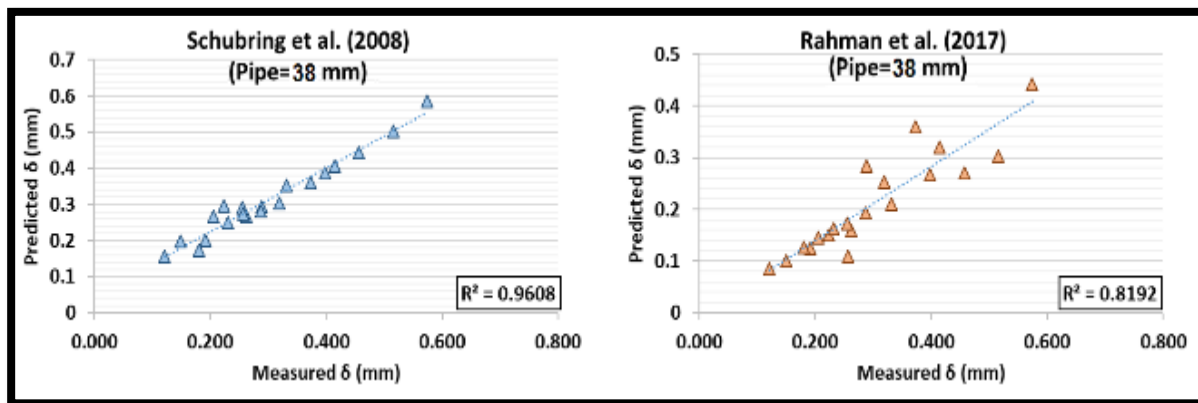 Schubring et al. (2008)
(Pipe=38 mm)
Predicted δ (mm)
0.7
0.6
0.5
0.4
0.3
0.2
0.1
0
R² = 0.9608
0.000 0.200 0.400 0.600 0.800
Measured δ (mm)
Rahman et al. (2017)
(Pipe=38 mm)
Predicted δ (mm)
0.5
0.4
0.3
0.2
0.1
0
R² = 0.8192
0.000 0.200 0.400 0.600 0.800
Measured δ (mm)